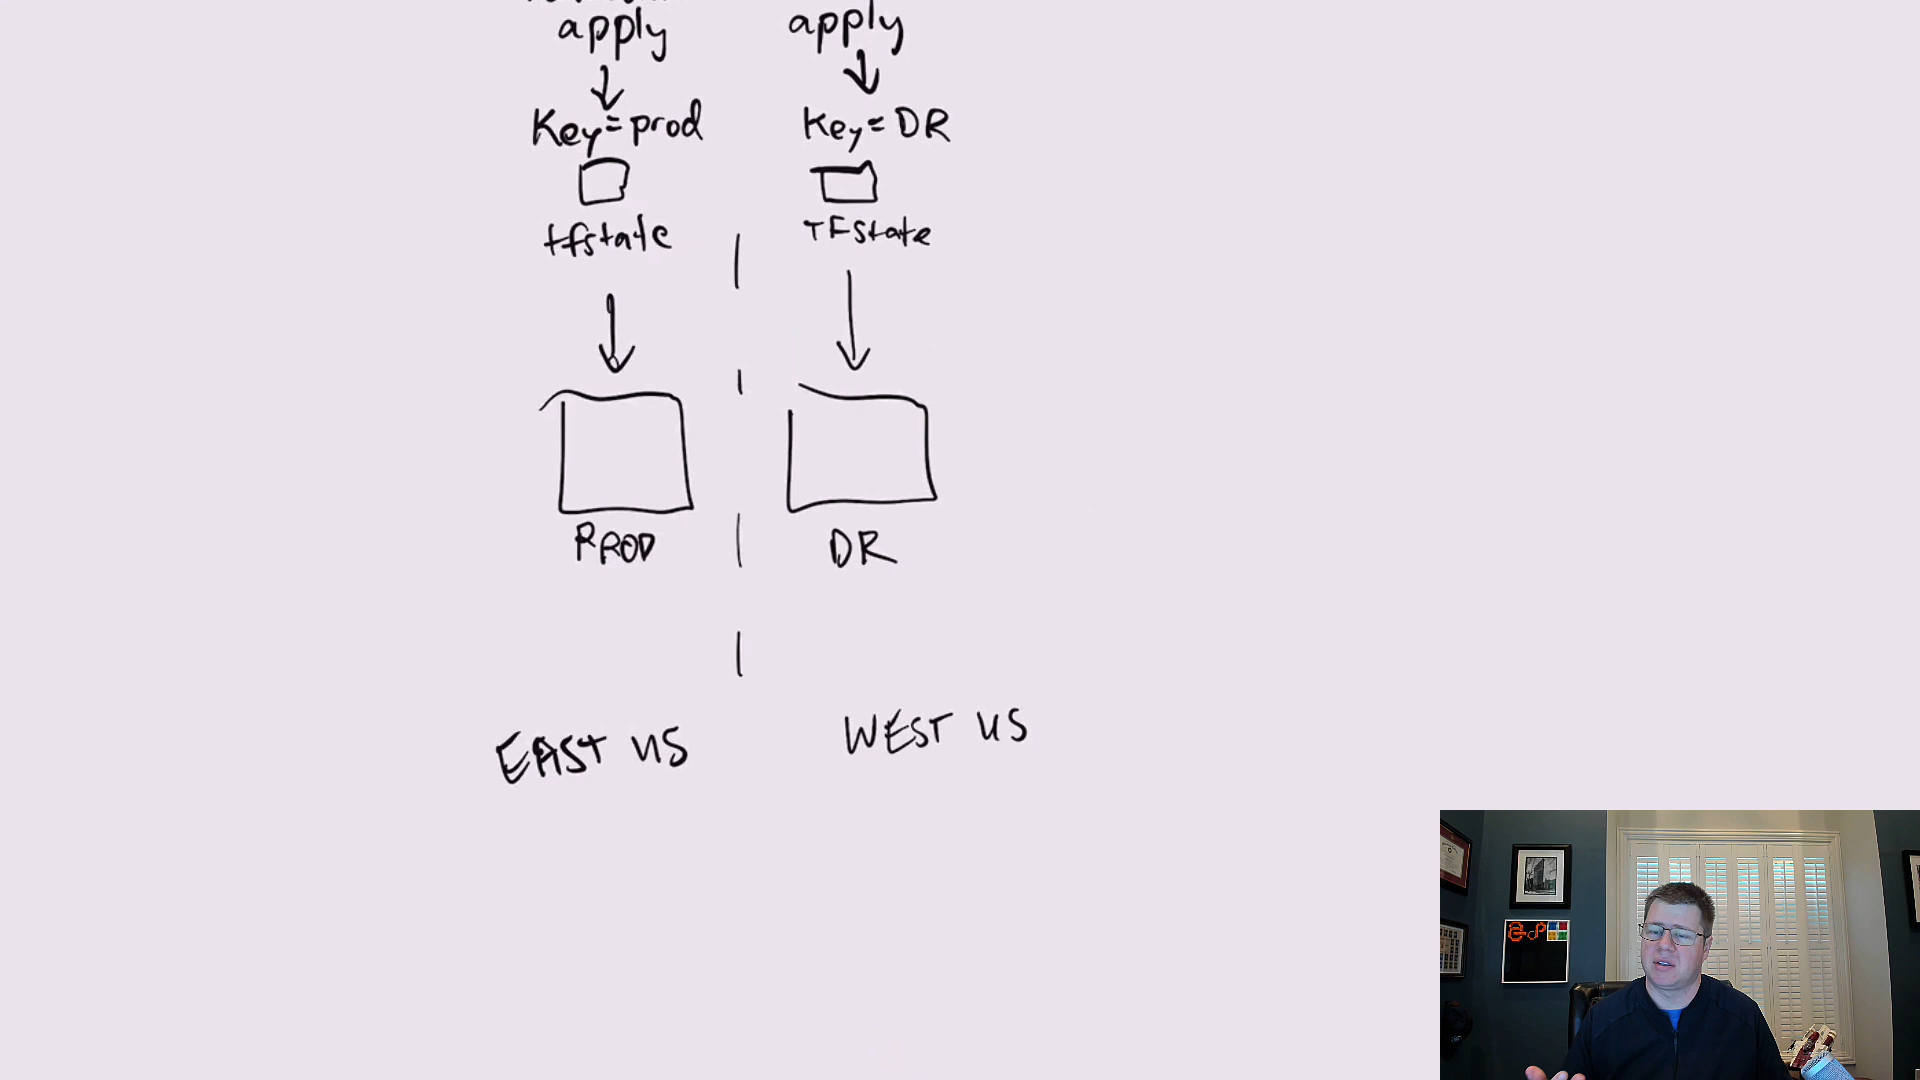 apply
apply
Key=prod
Key=DR
tfstate
TFState
PROD
DR
EAST US
WEST US